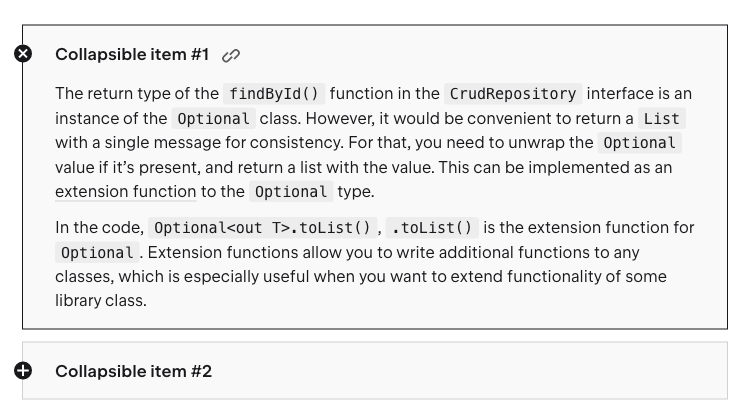 Collapsible item #1
The return type of the findById() function in the CrudRepository interface is an
instance of the Optional class. However, it would be convenient to return a List
with a single message for consistency. For that, you need to unwrap the Optional
value if it’s present, and return a list with the value. This can be implemented as an
extension function to the Optional type.
In the code, Optional<out T>.toList(), .toList() is the extension function for
Optional. Extension functions allow you to write additional functions to any
classes, which is especially useful when you want to extend functionality of some
library class.
Collapsible item #2